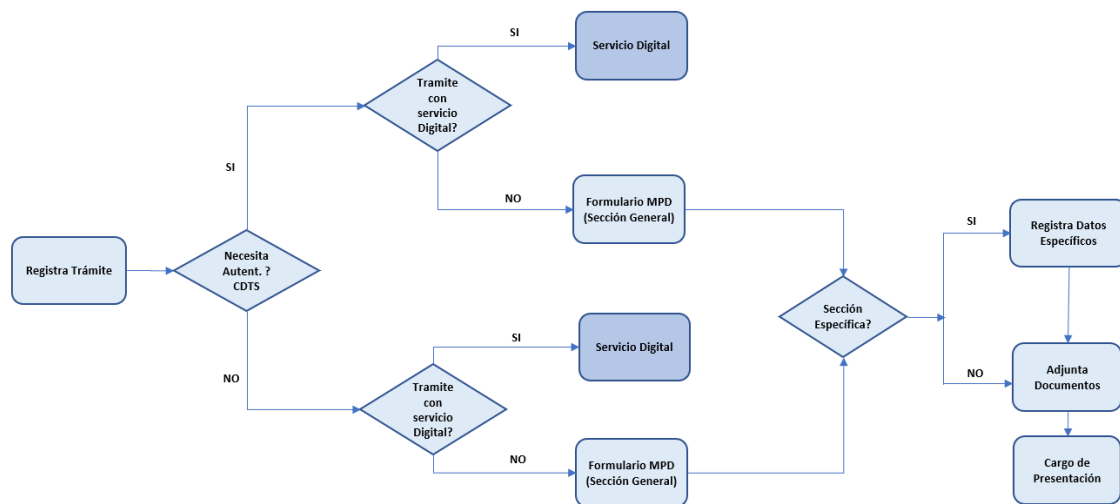 SI
Servicio Digital
Tramite
con
servicio
Digital?
SI
NO
Formulario MPD
(Sección General)
SI
Registra Datos
Específicos
Registra Trámite
Necesita
Autent. ?
CDTS
Sección
Específica?
SI
Servicio Digital
NO
Tramite
con
servicio
Digital?
NO
Adjunta
Documentos
NO
Formulario MPD
(Sección General)
Cargo de
Presentación